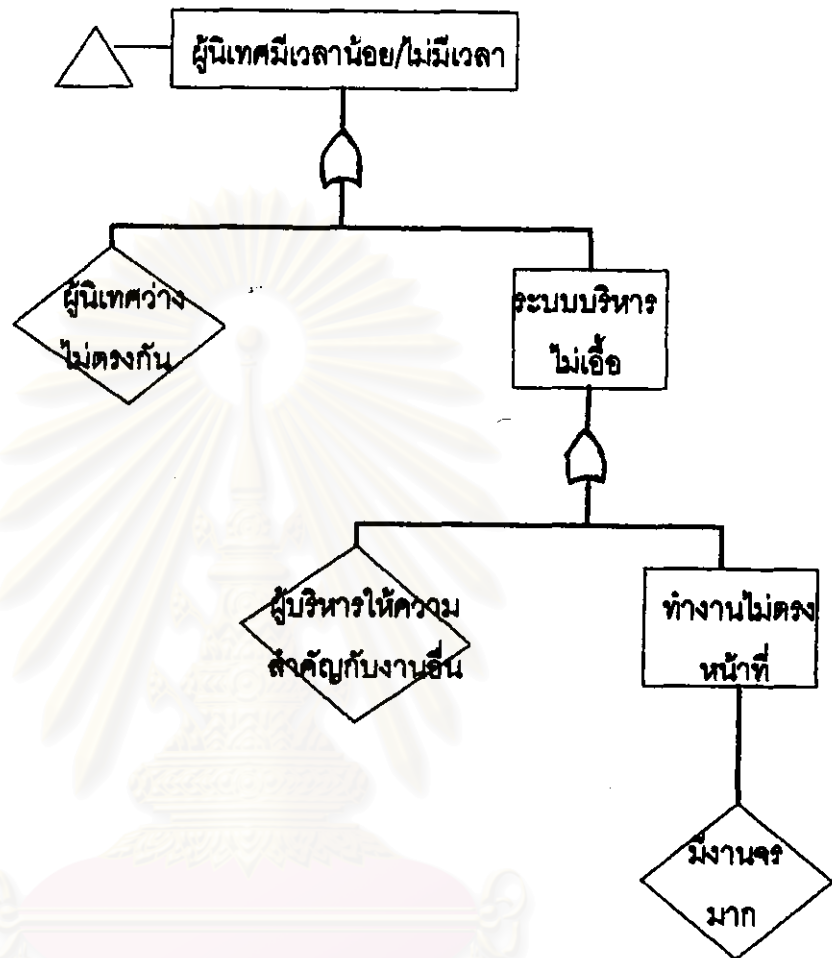 ผู้นิเทศมีเวลาน้อย/ไม่มีเวลา
ผู้นิเทศว่าง
ไม่ตรงกัน
ระบบบริหาร
ไม่เอื้อ
ผู้บริหารให้ความ
สำคัญกับงานอื่น
ทำงานไม่ตรง
หน้าที่
มีงานจร
มาก